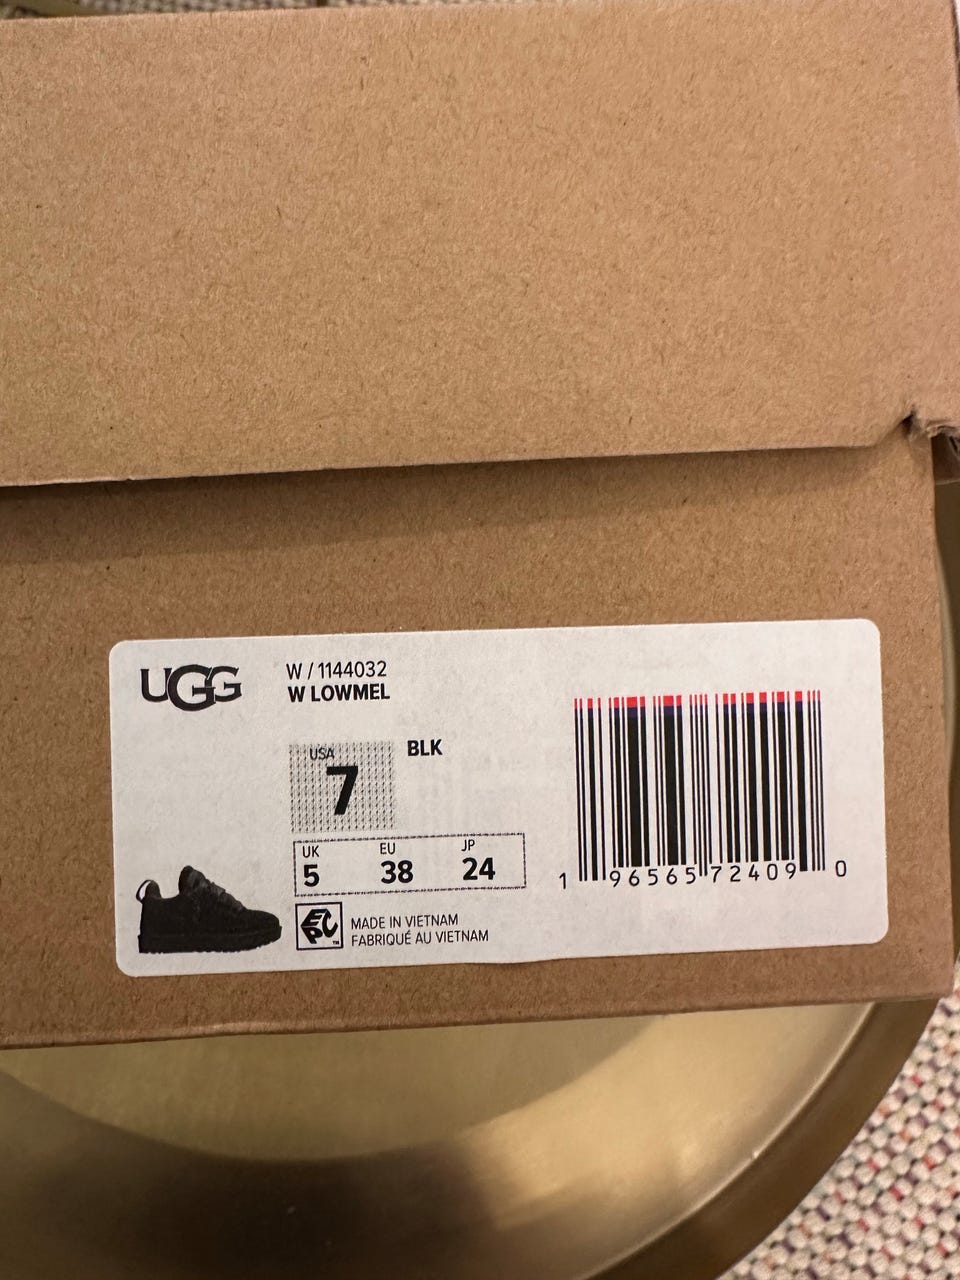 UGG
W / 1144032
W LOWMEL
USA
7
BLK
UK EU JP
5 38 24
EPC™
MADE IN VIETNAM
FABRIQUÉ AU VIETNAM
1 96565 72409 0